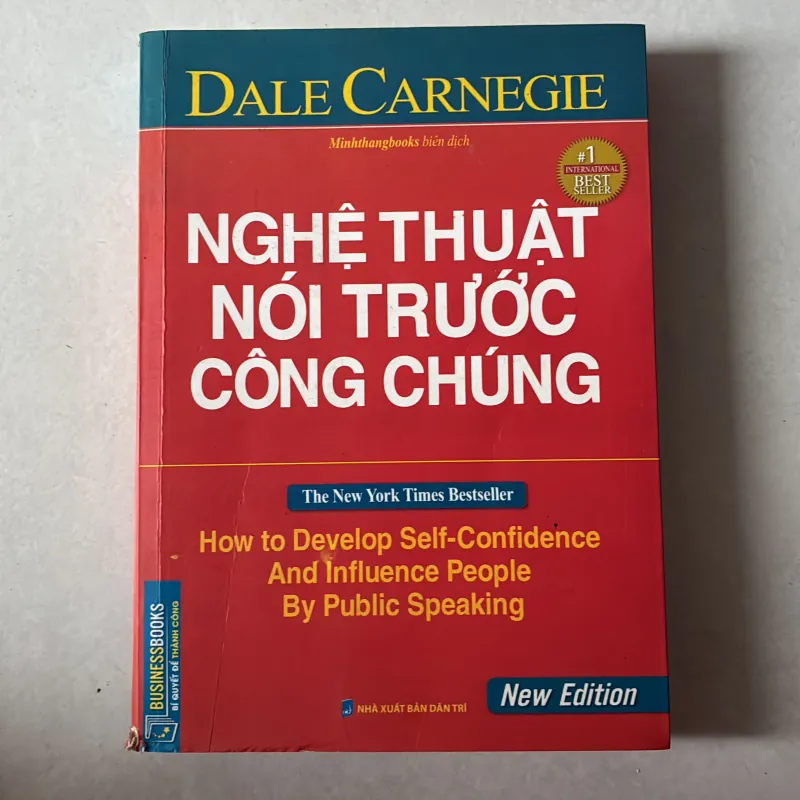 DALE CARNEGIE
Minhthangbooks biên dịch
#1
INTERNATIONAL
BEST
SELLER
NGHỆ THUẬT
NÓI TRƯỚC
CÔNG CHÚNG
The New York Times Bestseller
How to Develop Self-Confidence
And Influence People
By Public Speaking
BUSINESSBOOKS
BÍ QUYẾT ĐỂ THÀNH CÔNG
NHÀ XUẤT BẢN DÂN TRÍ
New Edition